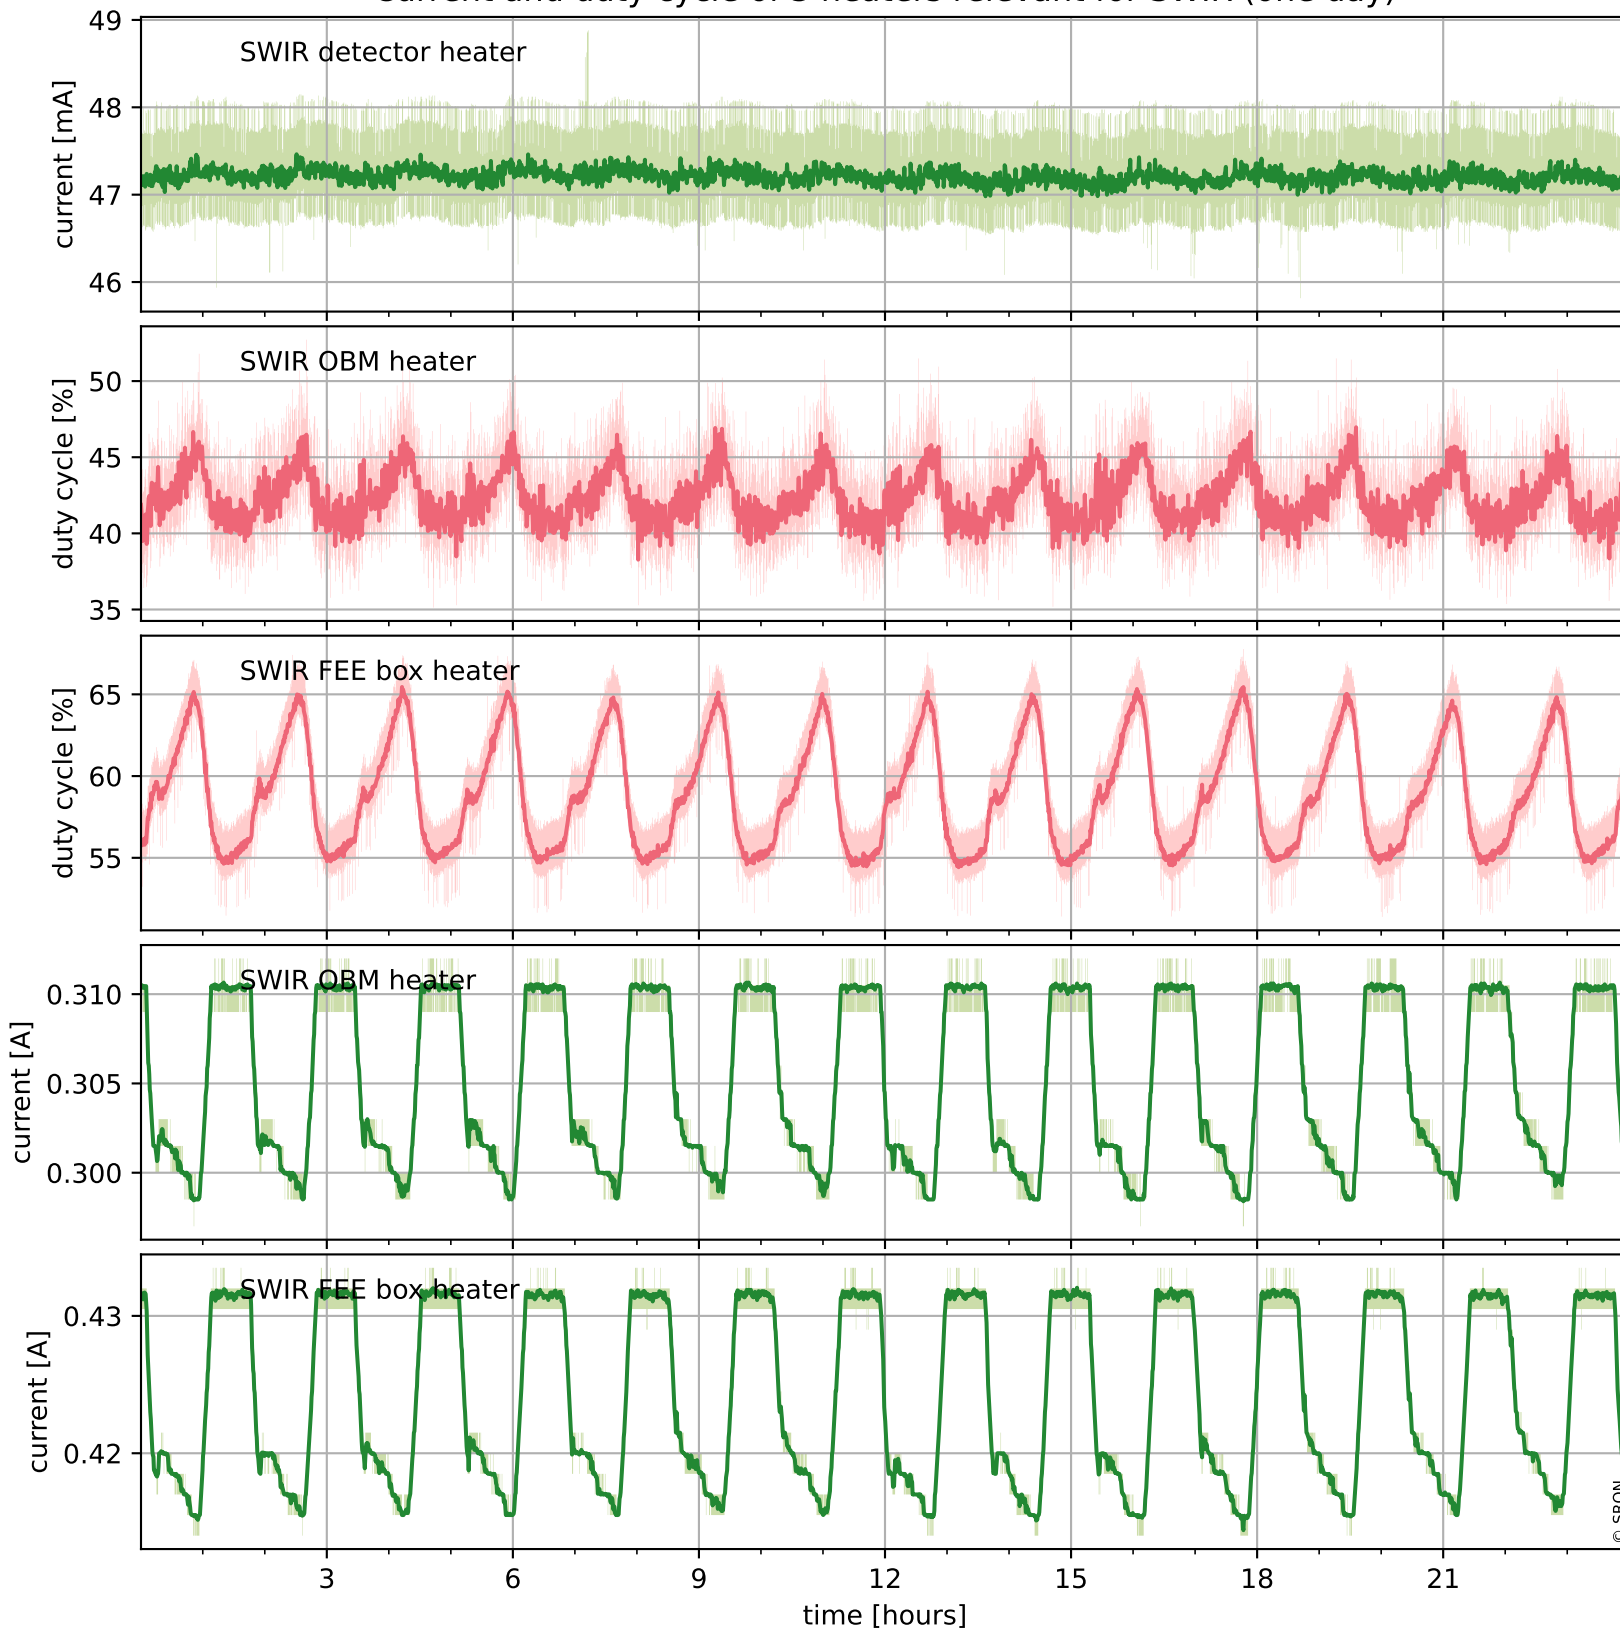 49
SWIR detector heater
48
47
46
current [mA]
SWIR OBM heater
50
45
40
35
duty cycle [%]
SWIR FEE box heater
65
60
55
duty cycle [%]
SWIR OBM heater
0.310
0.305
0.300
current [A]
SWIR FEE box heater
0.43
0.42
current [A]
3 6 9 12 15 18 21
time [hours]